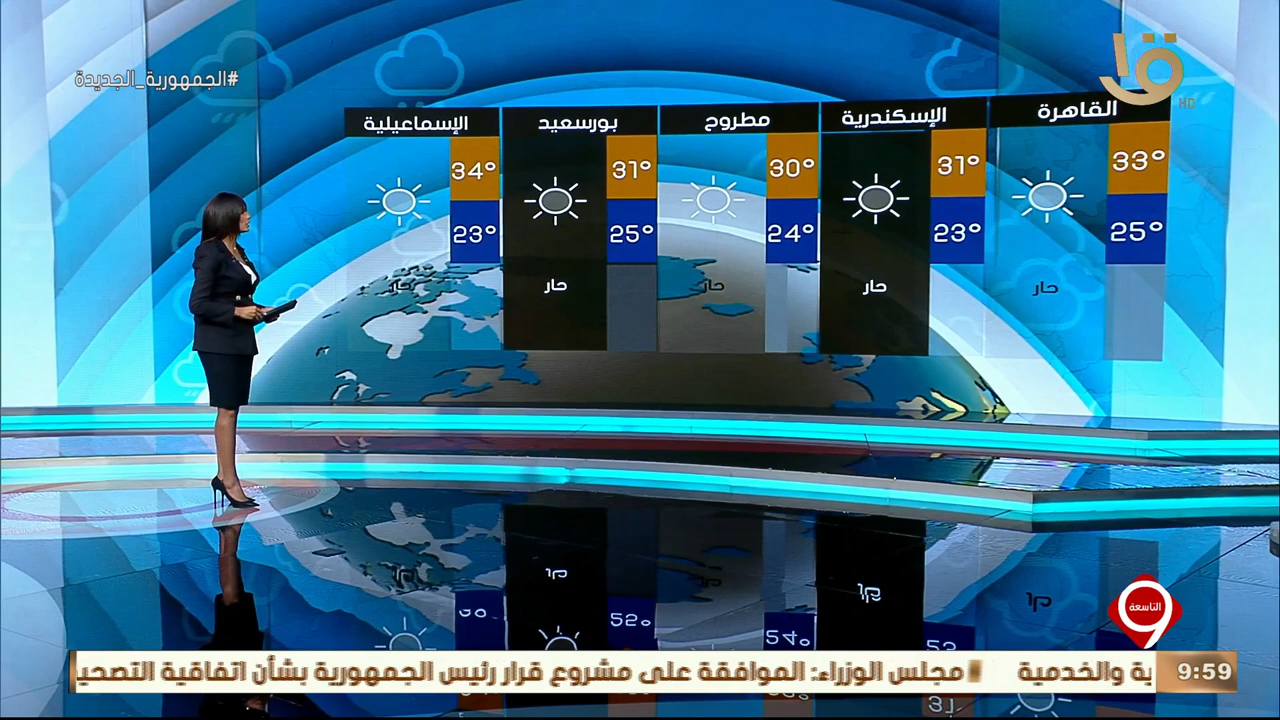 #الجمهورية_الجديدة
HD
القاهرة
33°
25°
حار
الإسكندرية
31°
23°
حار
مطروح
30°
24°
حار
بورسعيد
31°
25°
حار
الإسماعيلية
34°
23°
حار
التاسعة
9
9:59
ية والخدمية
مجلس الوزراء: الموافقة على مشروع قرار رئيس الجمهورية بشأن اتفاقية التصحي